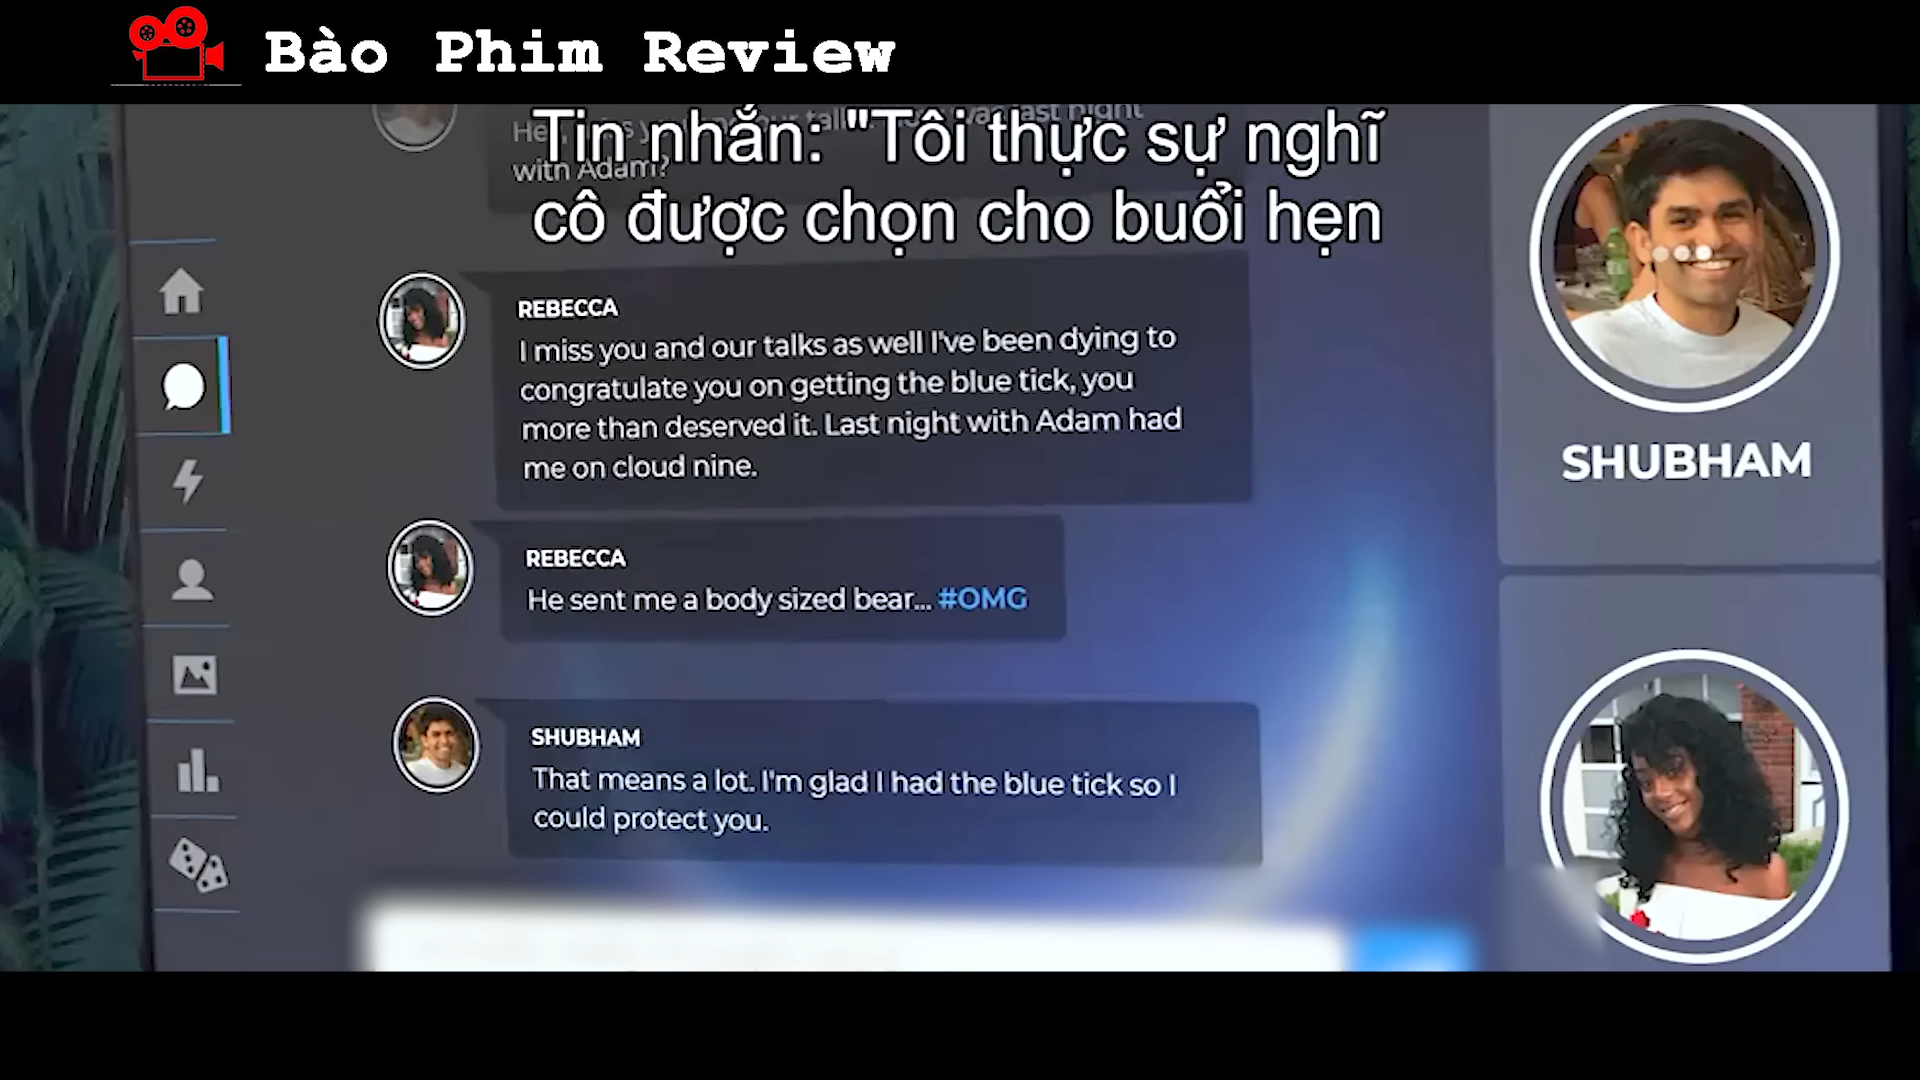 Bào Phim Review
Tin nhắn: "Tôi thực sự nghĩ
cô được chọn cho buổi hẹn
last night
with Adam?
REBECCA
I miss you and our talks as well I've been dying to
congratulate you on getting the blue tick, you
more than deserved it. Last night with Adam had
me on cloud nine.
REBECCA
He sent me a body sized bear... #OMG
SHUBHAM
That means a lot. I'm glad I had the blue tick so I
could protect you.
SHUBHAM